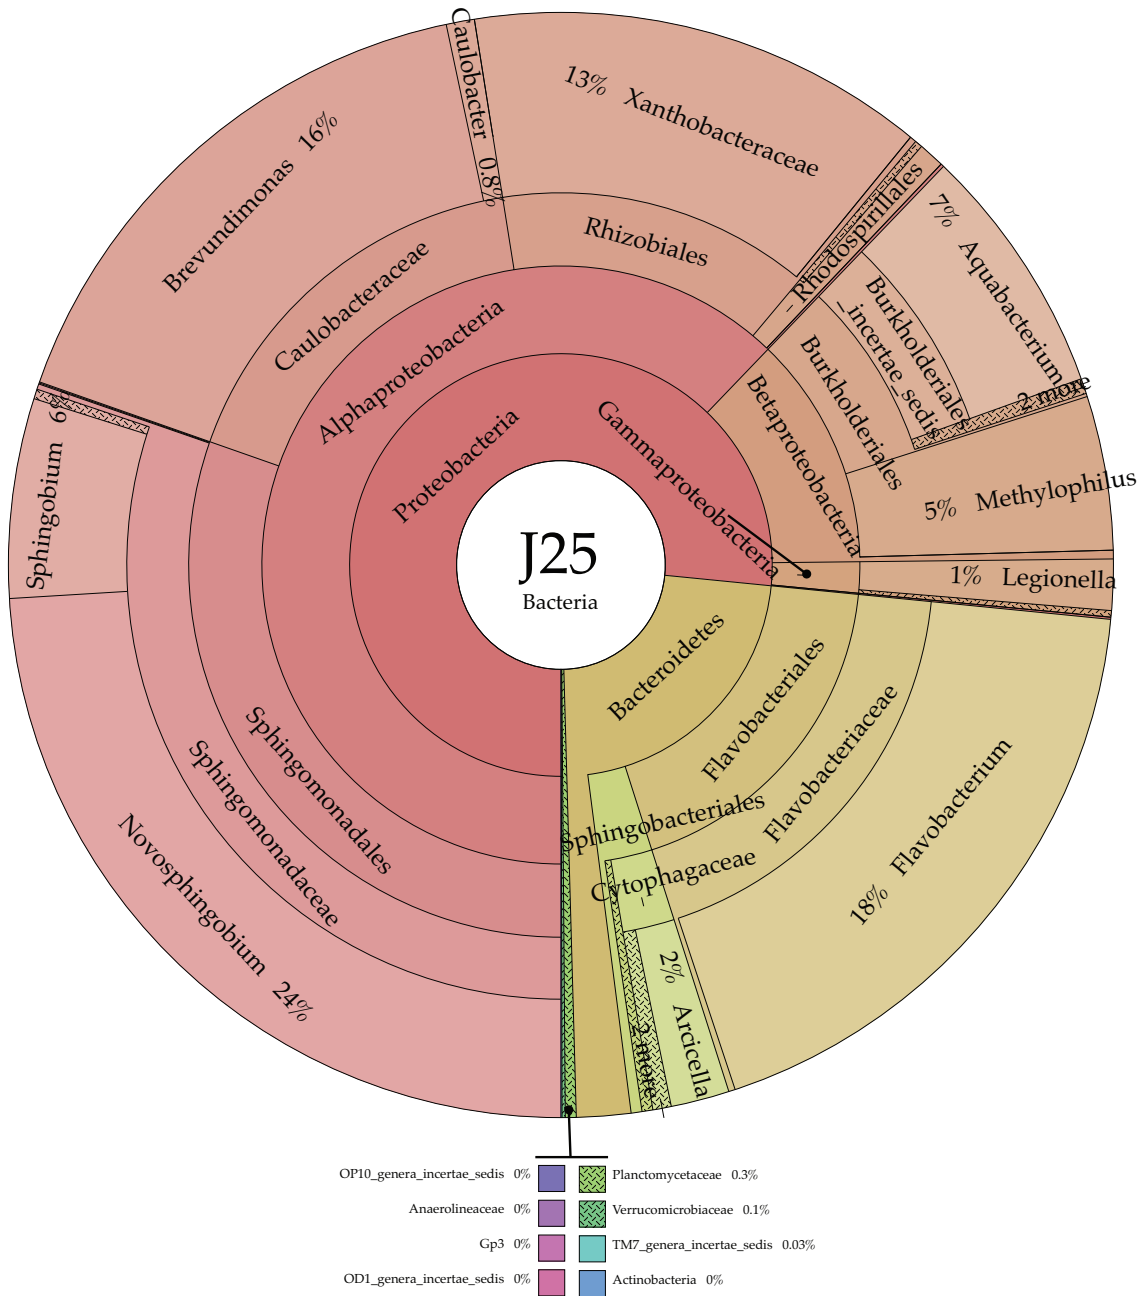 J25
Bacteria
Proteobacteria
Alphaproteobacteria
Caulobacteraceae
Brevundimonas 16%
Caulobacter 0.8%
Rhizobiales
13% Xanthobacteraceae
- Rhodospirillales
Gammaproteobacteria
Betaproteobacteria
Burkholderiales
Burkholderiales
_incertae_sedis
7% Aquabacterium
2 more
5% Methylophilus
1% Legionella
Bacteroidetes
Flavobacteriales
Flavobacteriaceae
18% Flavobacterium
Sphingobacteriales
Cytophagaceae
2% Arcicella
2 more
Sphingomonadales
Sphingomonadaceae
Novosphingobium 24%
Sphingobium 6%
OP10_genera_incertae_sedis 0%
Planctomycetaceae 0.3%
Anaerolineaceae 0%
Verrucomicrobiaceae 0.1%
Gp3 0%
TM7_genera_incertae_sedis 0.03%
OD1_genera_incertae_sedis 0%
Actinobacteria 0%